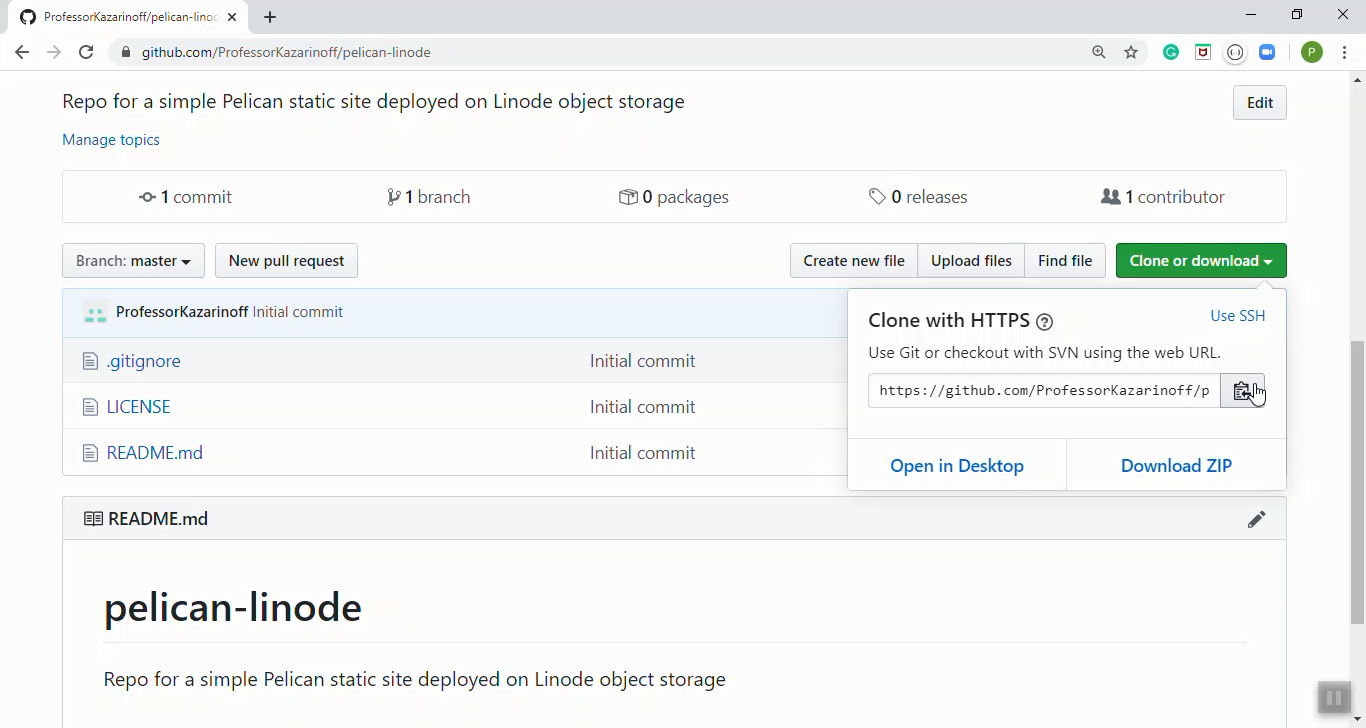 ProfessorKazarinoff/pelican-linod
github.com/ProfessorKazarinoff/pelican-linode
P
Repo for a simple Pelican static site deployed on Linode object storage
Edit
Manage topics
1 commit
1 branch
0 packages
0 releases
1 contributor
Branch: master
New pull request
Create new file
Upload files
Find file
Clone or download
ProfessorKazarinoff Initial commit
Clone with HTTPS
Use SSH
Use Git or checkout with SVN using the web URL.
https://github.com/ProfessorKazarinoff/p
.gitignore
Initial commit
LICENSE
Initial commit
README.md
Initial commit
Open in Desktop
Download ZIP
README.md
pelican-linode
Repo for a simple Pelican static site deployed on Linode object storage